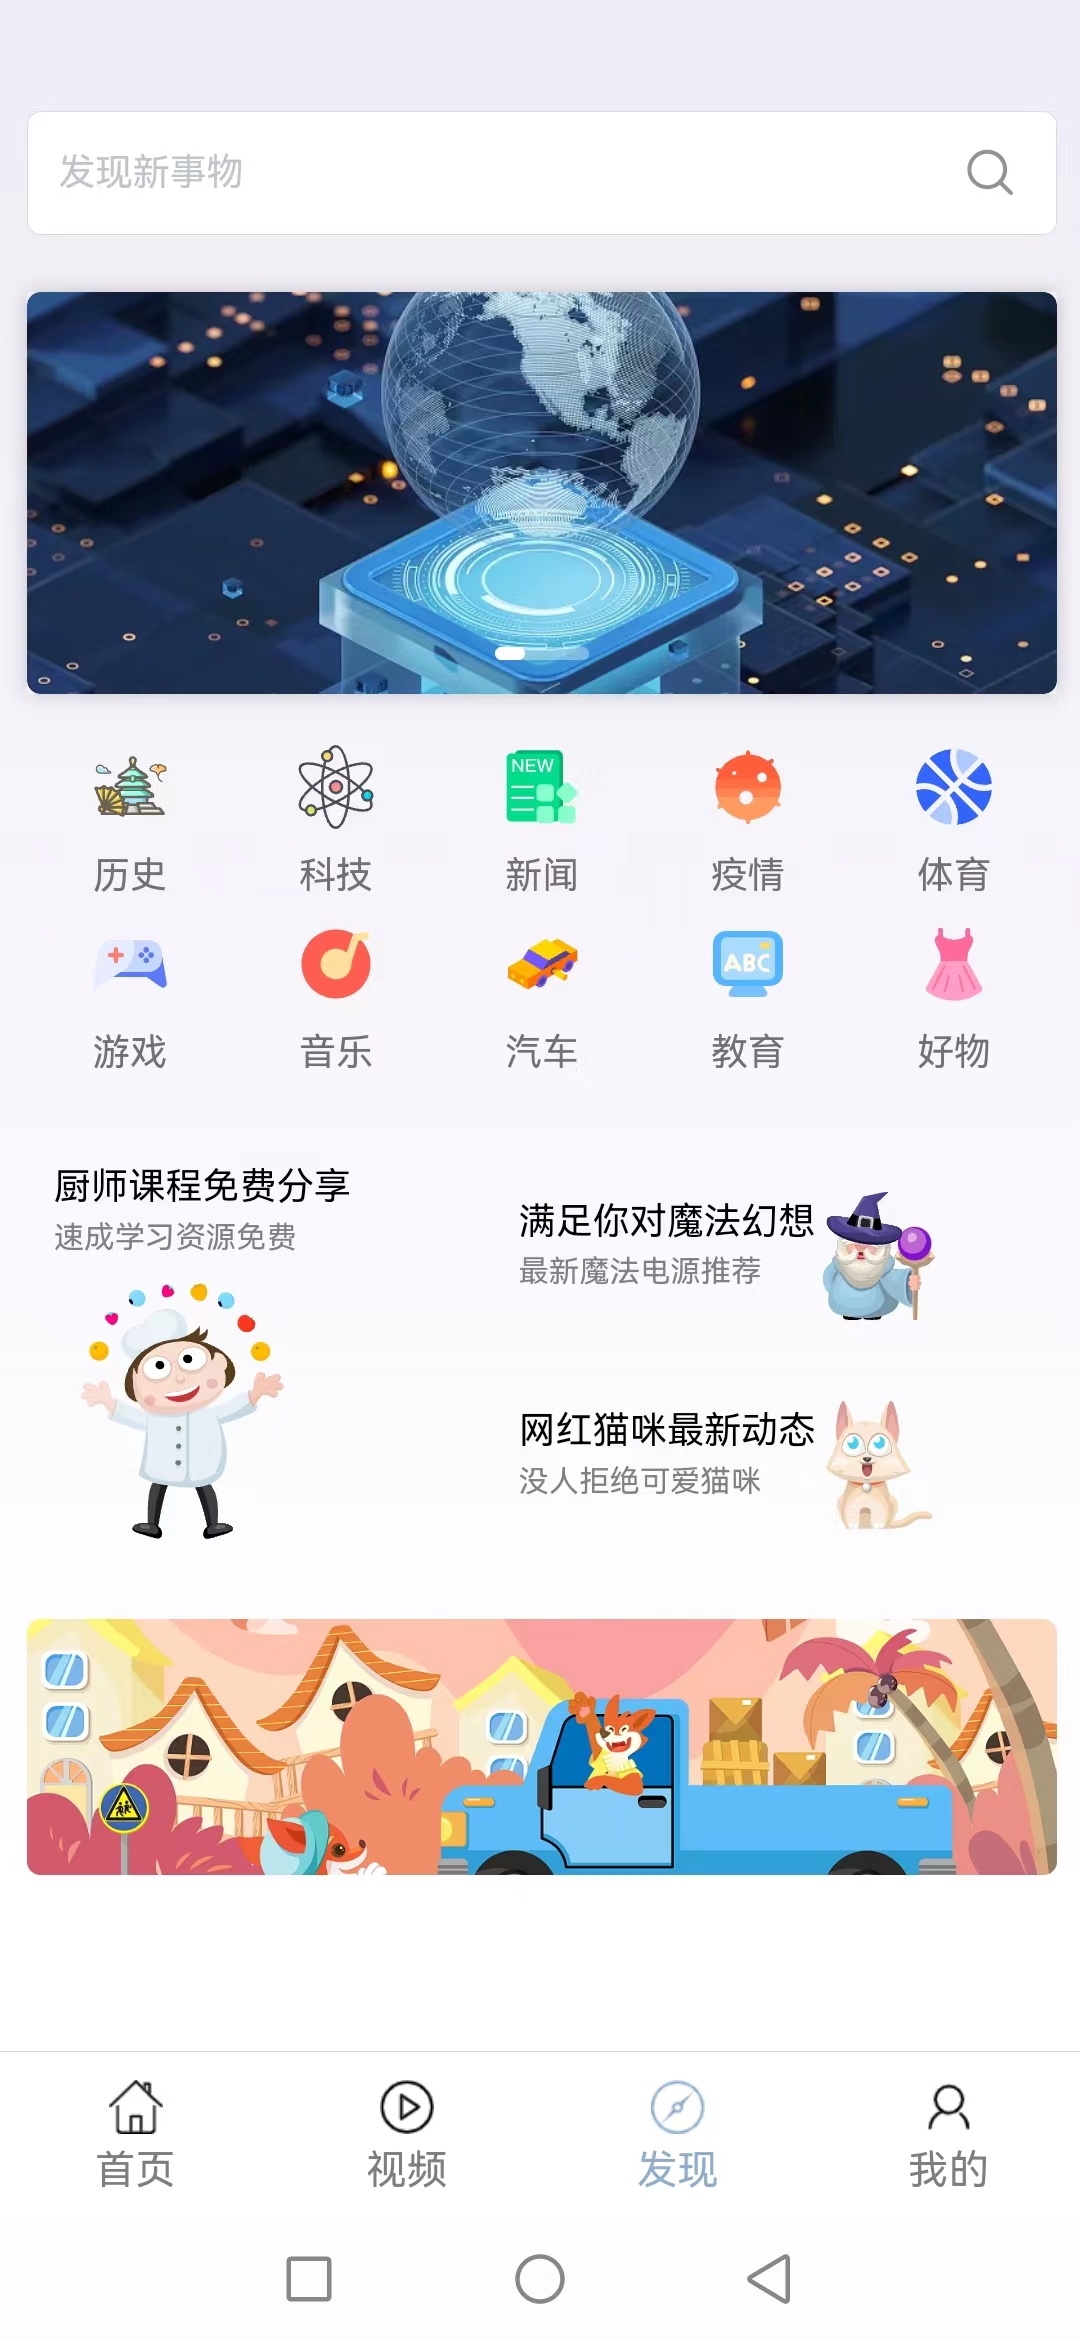 发现新事物
NEW
历史
科技
新闻
疫情
体育
ABC
游戏
音乐
汽车
教育
好物
厨师课程免费分享
速成学习资源免费
满足你对魔法幻想
最新魔法电源推荐
网红猫咪最新动态
没人拒绝可爱猫咪
首页
视频
发现
我的